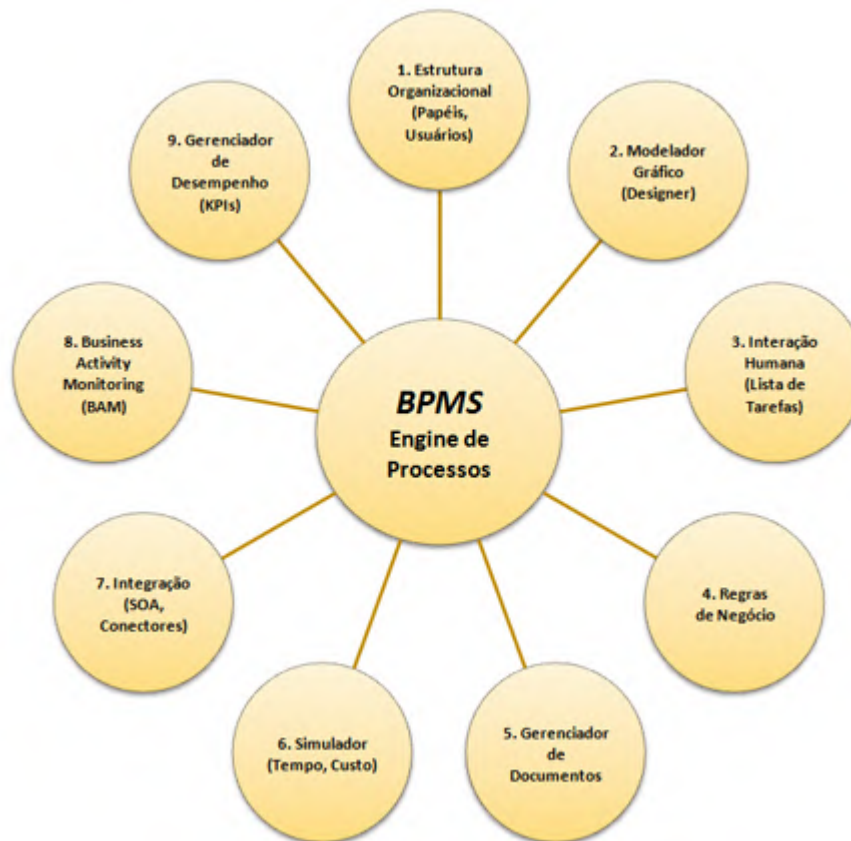 1. Estrutura
Organizacional
(Papéis,
Usuários)
2. Modelador
Gráfico
(Designer)
3. Interação
Humana
(Lista de
Tarefas)
4. Regras
de Negócio
5. Gerenciador
de
Documentos
6. Simulador
(Tempo, Custo)
7. Integração
(SOA,
Conectores)
8. Business
Activity
Monitoring
(BAM)
9. Gerenciador
de
Desempenho
(KPIs)
BPMS
Engine de
Processos